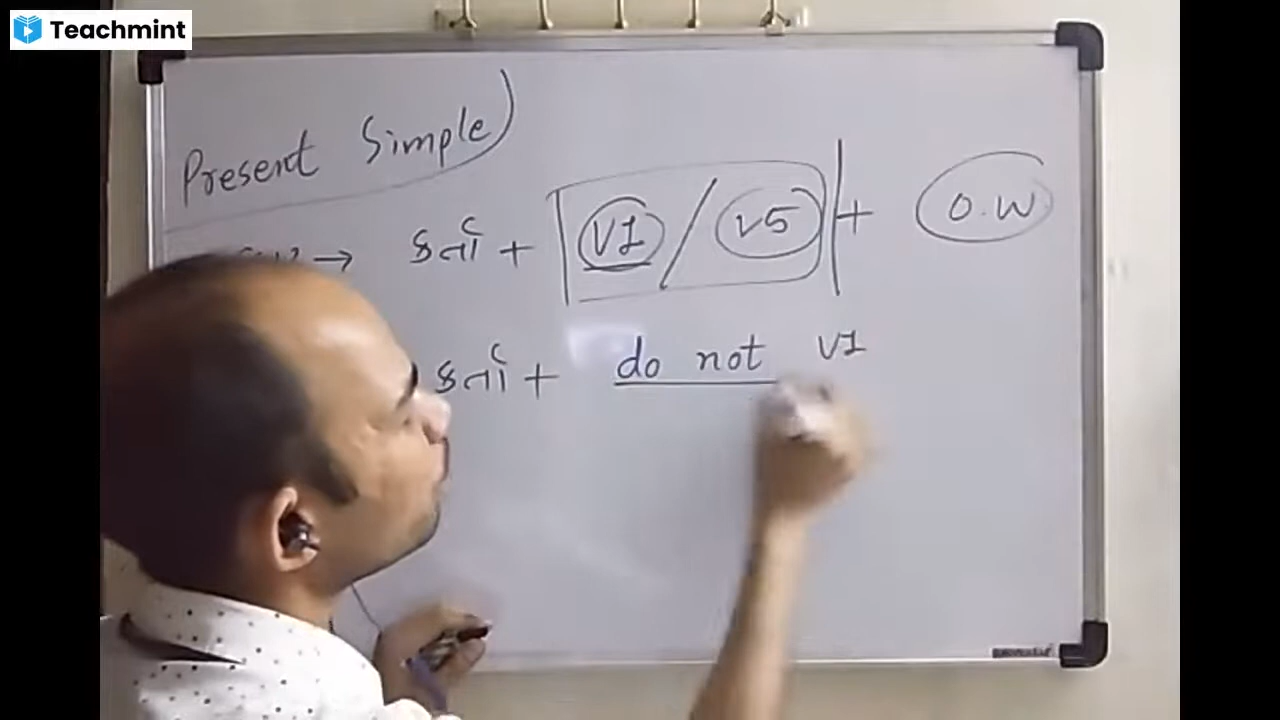 Teachmint
Present Simple)
→ કર્તા + V1 / V5 + O.W
કર્તા + do not V1